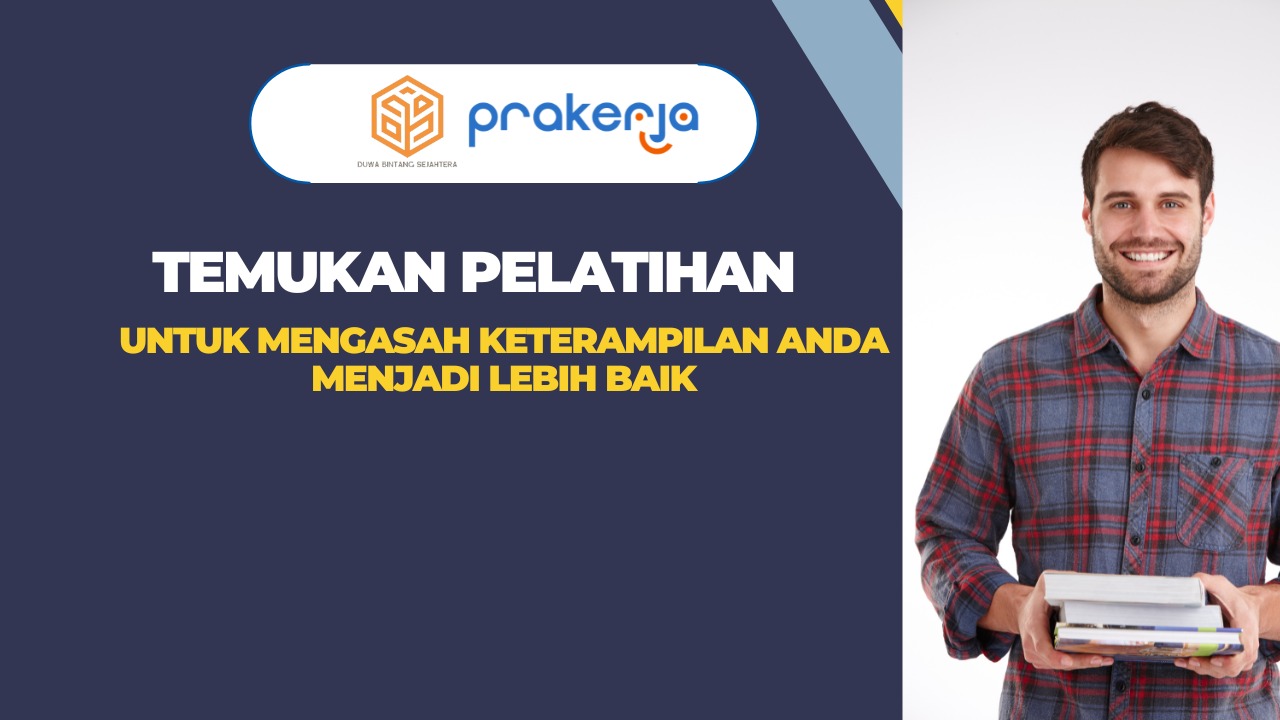 DUWA BINTANG SEJAHTERA
prakerja
TEMUKAN PELATIHAN
UNTUK MENGASAH KETERAMPILAN ANDA
MENJADI LEBIH BAIK